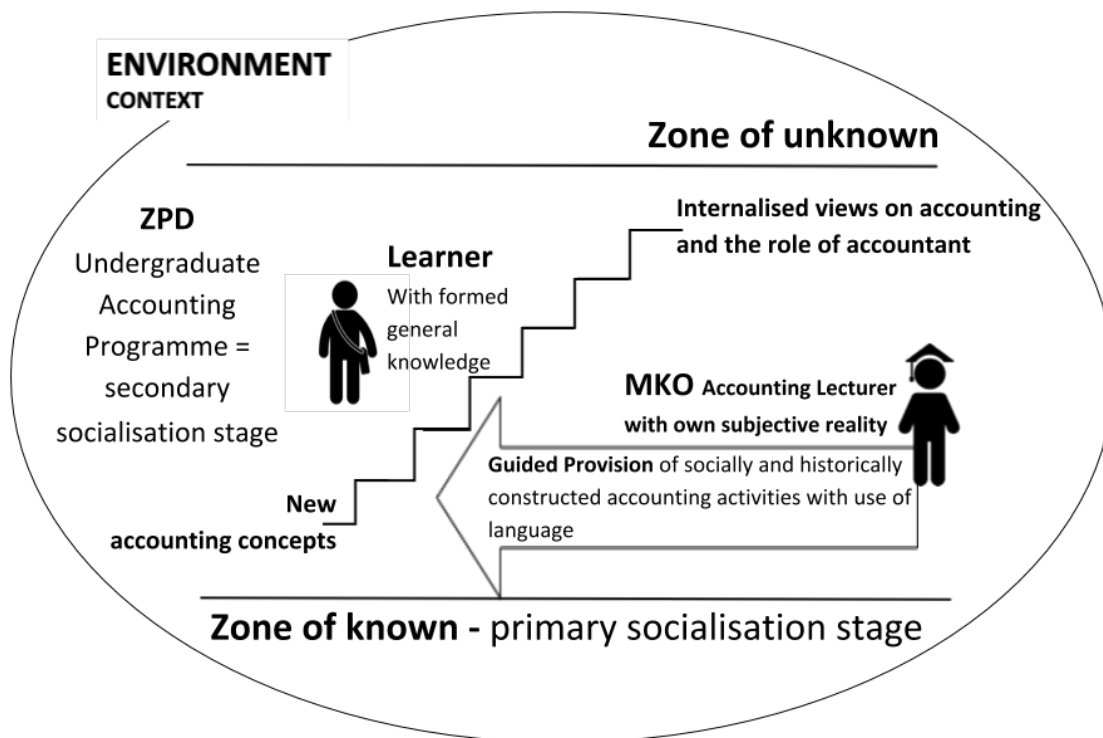 ENVIRONMENT
CONTEXT
Zone of unknown
ZPD
Undergraduate
Accounting
Programme =
secondary
socialisation stage
Learner
With formed
general
knowledge
Internalised views on accounting
and the role of accountant
MKO Accounting Lecturer
with own subjective reality
Guided Provision of socially and historically
constructed accounting activities with use of
language
New
accounting concepts
Zone of known - primary socialisation stage